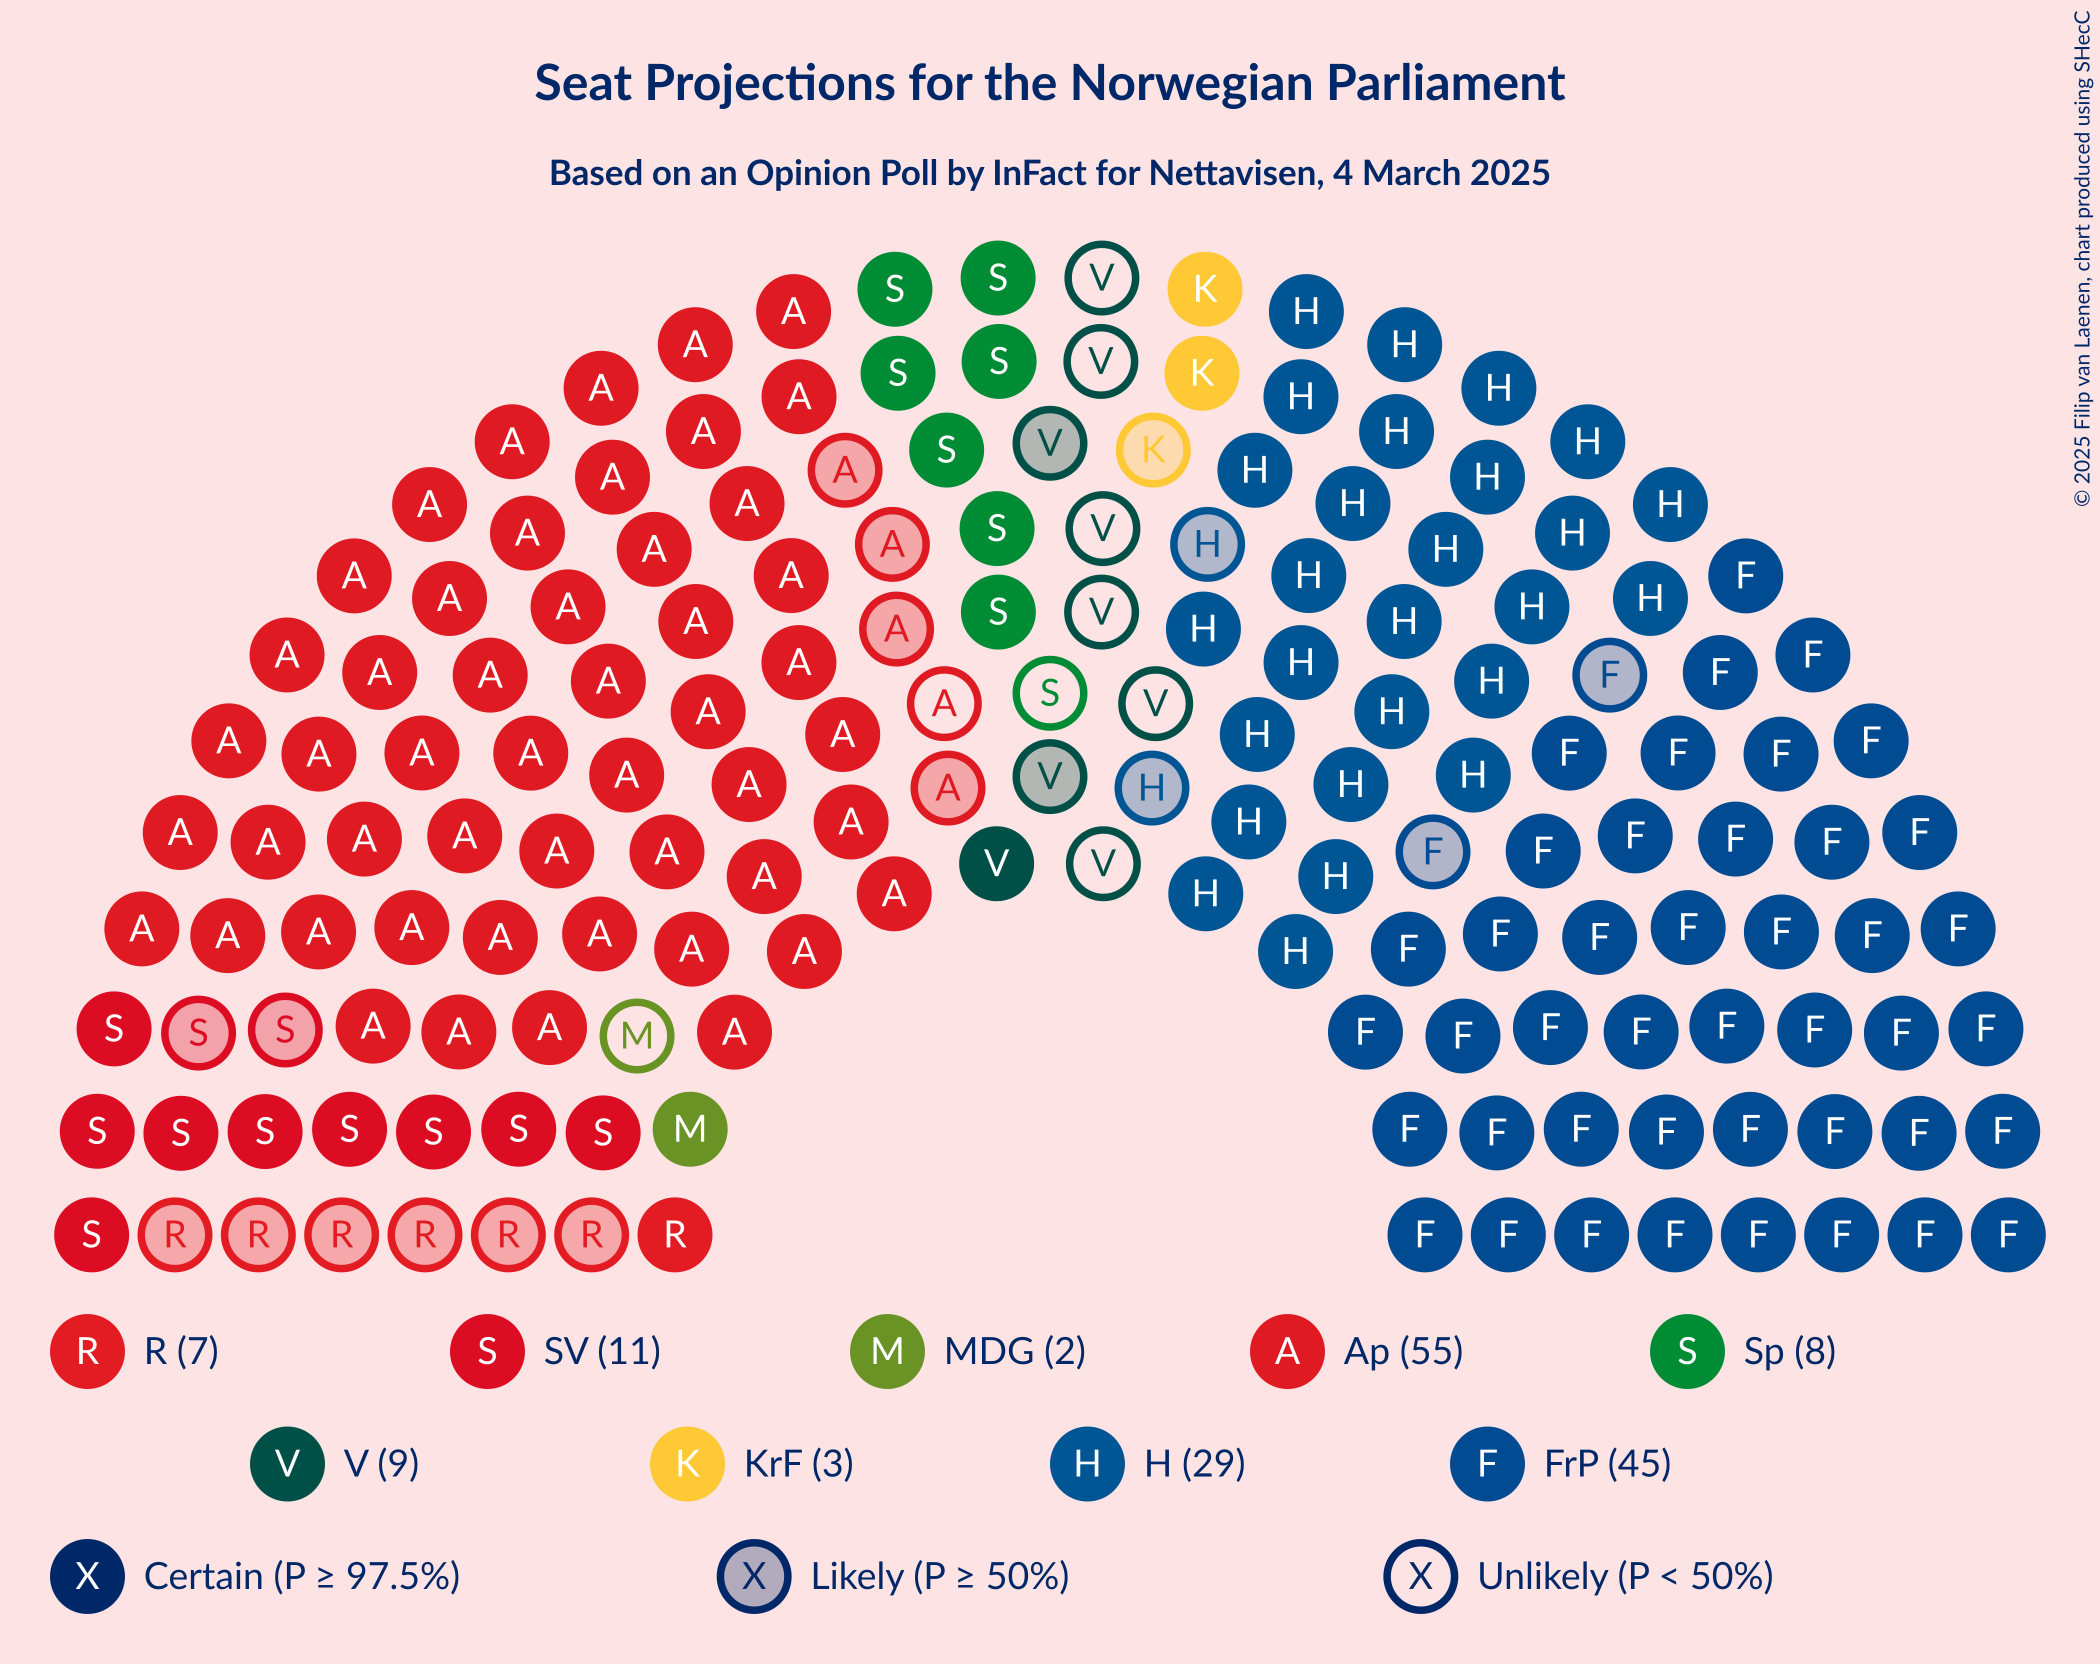 Seat Projections for the Norwegian Parliament
Based on an Opinion Poll by InFact for Nettavisen, 4 March 2025
© 2025 Filip van Laenen, chart produced using SHecC
S S V K
A H
A H
S S V K
A H
A H
A A H H
A S V K H
A H
A A A S V H H H H
A A H H
A A A A H H H F
A A S V H H
A A A A H H F F
A A A A S V H H F F
A A A A A A V H H H F F F F
A A A A A A A V V H H F F F F F
A A A A A A A A H F F F F F F F
S S S A A A M A F F F F F F F F
S S S S S S S M F F F F F F F F
S R R R R R R R F F F F F F F F
R R (7) S SV (11) M MDG (2) A Ap (55) S Sp (8)
V V (9) K KrF (3) H H (29) F FrP (45)
X Certain (P ≥ 97.5%) X Likely (P ≥ 50%) X Unlikely (P < 50%)